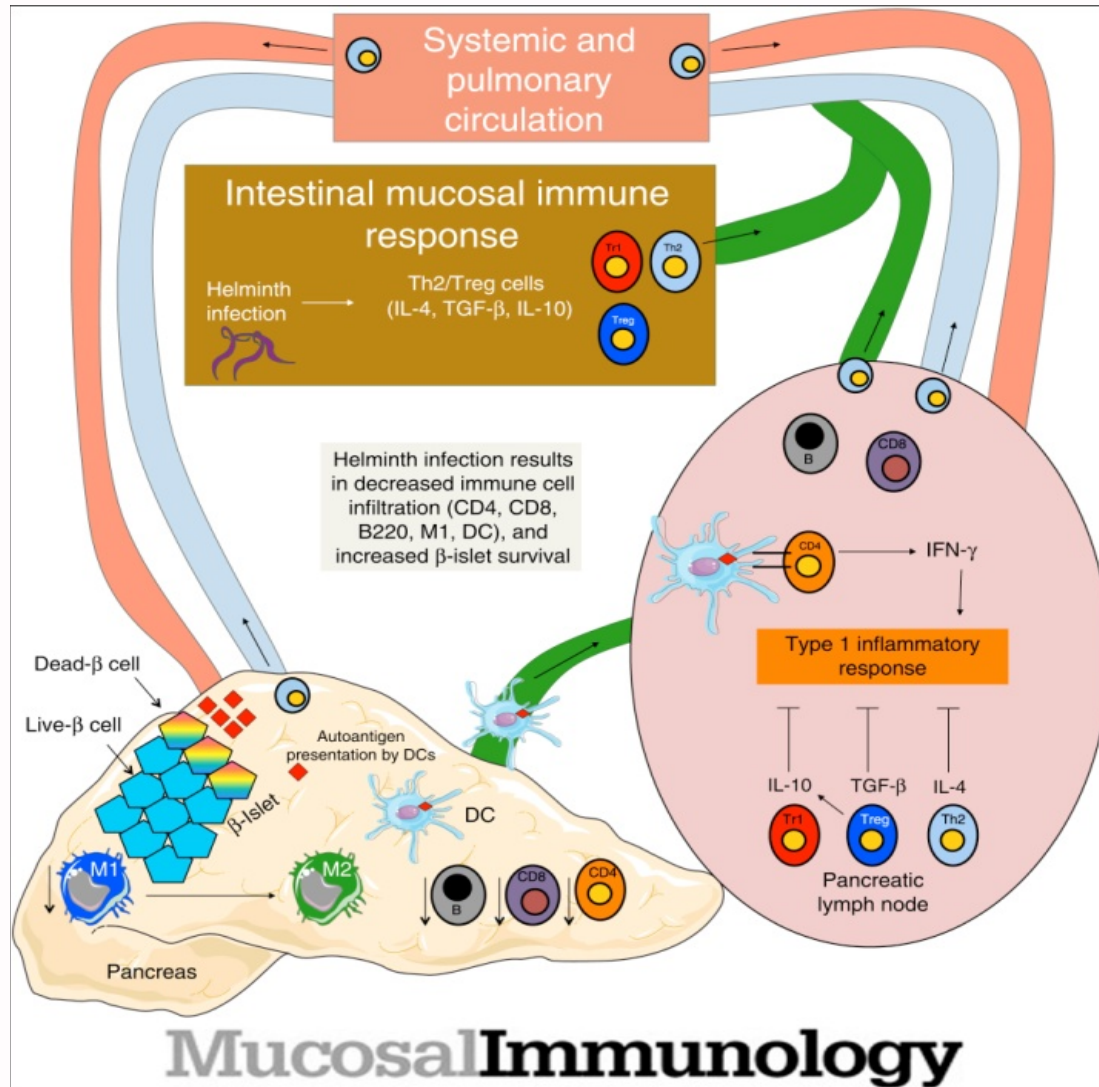 Systemic and
pulmonary
circulation
Intestinal mucosal immune
response
Tr1
Th2
Helminth
infection
Th2/Treg cells
(IL-4, TGF-β, IL-10)
Treg
B
CD8
Helminth infection results
in decreased immune cell
infiltration (CD4, CD8,
B220, M1, DC), and
increased β-islet survival
CD4
IFN-γ
Type 1 inflammatory
response
Dead-β cell
Live-β cell
Autoantigen
presentation by DCs
β-Islet
DC
IL-10
TGF-β
IL-4
Tr1
Treg
Th2
Pancreatic
lymph node
M1
M2
B
CD8
CD4
Pancreas
MucosalImmunology